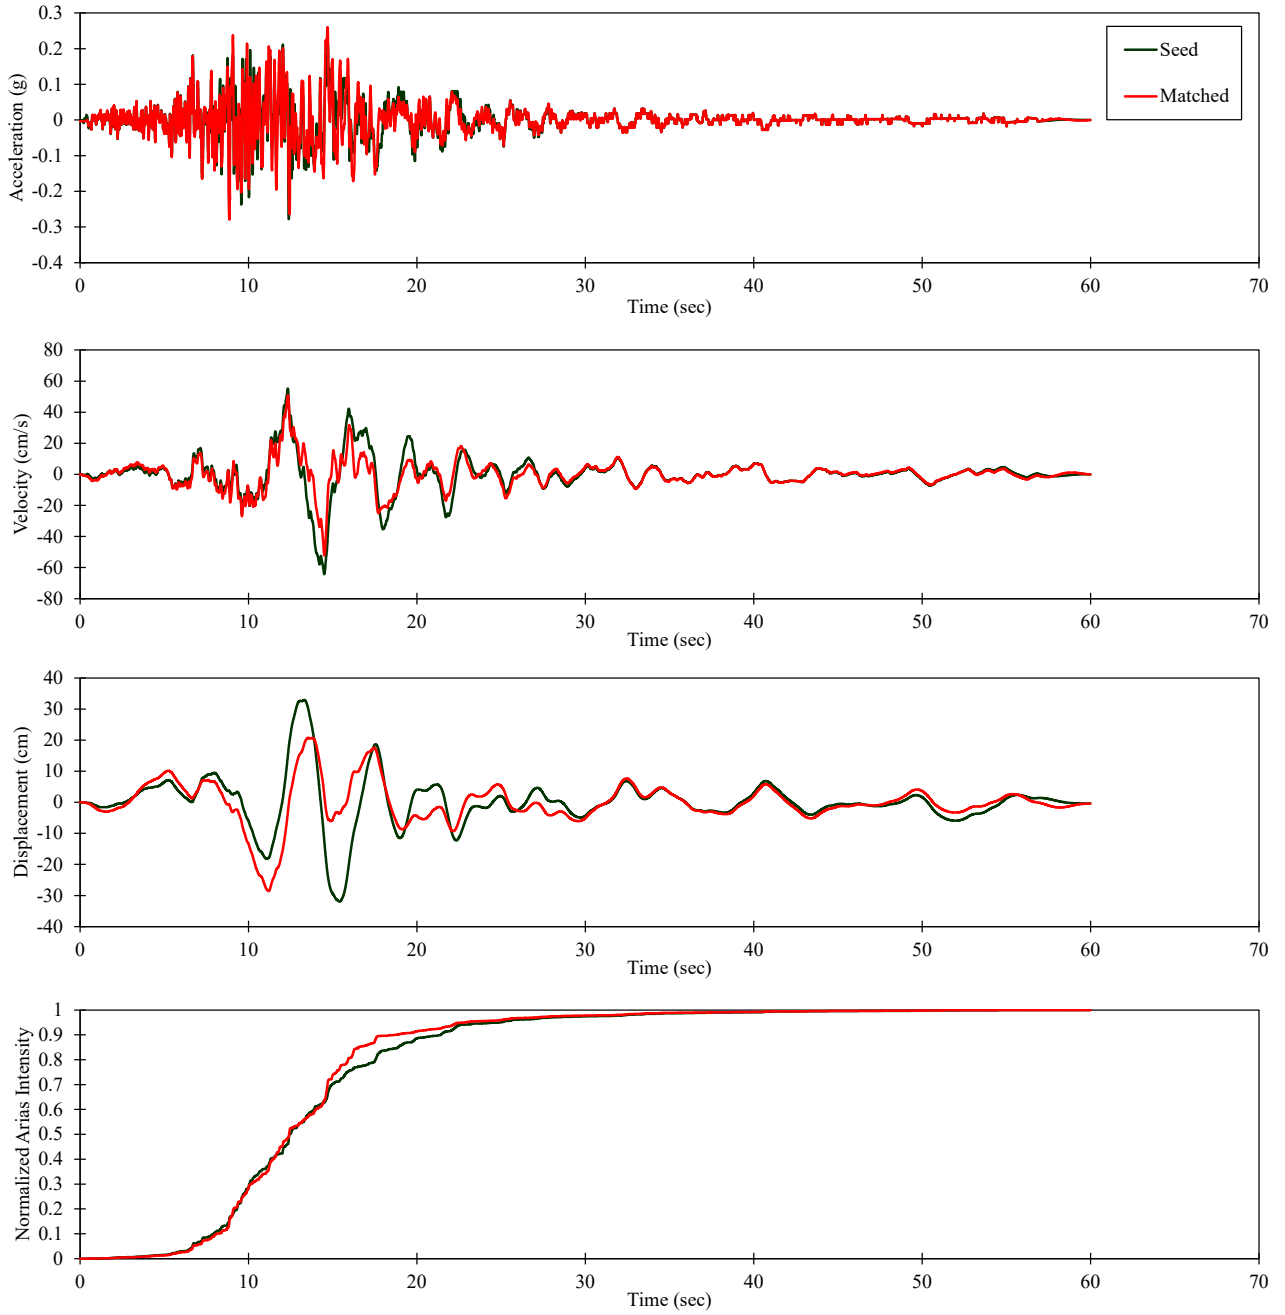 0.3
0.2
0.1
0
-0.1
-0.2
-0.3
-0.4
Acceleration (g)
Seed
Matched
0 10 20 30 40 50 60 70
Time (sec)
80
60
40
20
0
-20
-40
-60
-80
Velocity (cm/s)
0 10 20 30 40 50 60 70
Time (sec)
40
30
20
10
0
-10
-20
-30
-40
Displacement (cm)
0 10 20 30 40 50 60 70
Time (sec)
1
0.9
0.8
0.7
0.6
0.5
0.4
0.3
0.2
0.1
0
Normalized Arias Intensity
0 10 20 30 40 50 60 70
Time (sec)